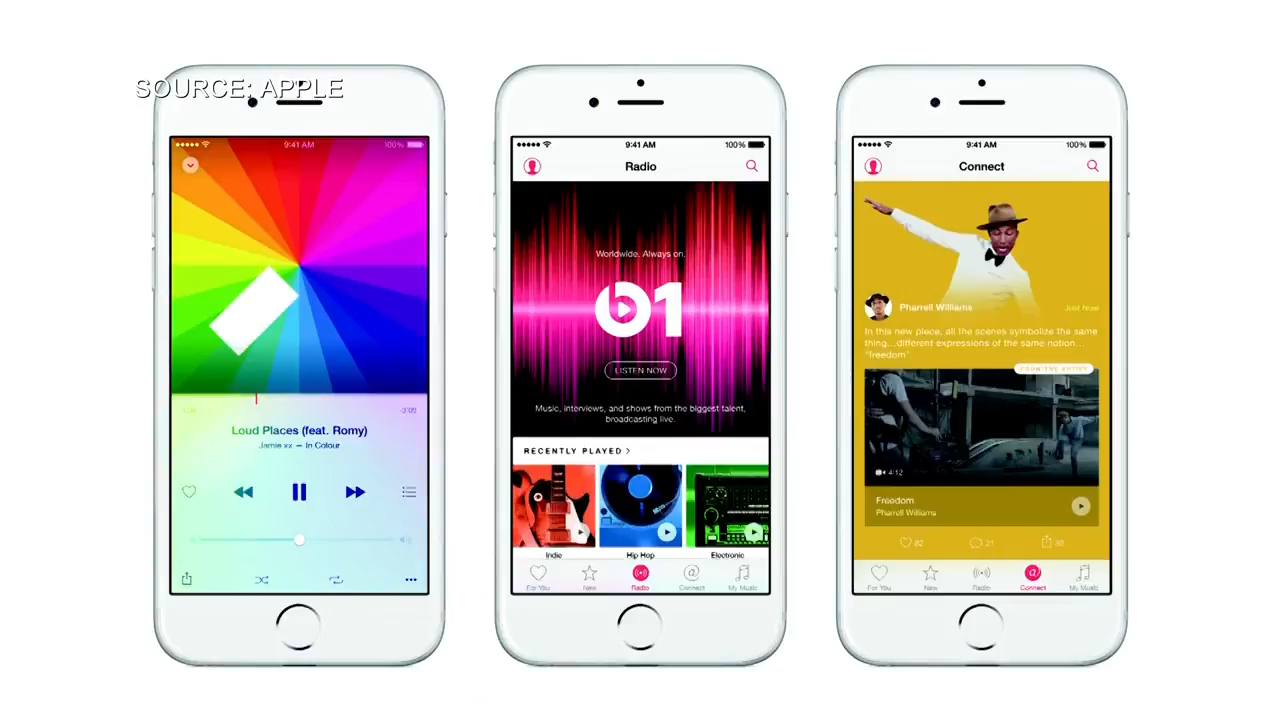 SOURCE: APPLE
9:41 AM
100%
Loud Places (feat. Romy)
Jamie xx — In Colour
9:41 AM
100%
Radio
Worldwide. Always on.
b1
LISTEN NOW
Music, interviews, and shows from the biggest talent,
broadcasting live.
RECENTLY PLAYED >
Indie
Hip Hop
Electronic
For You
New
Radio
Connect
My Music
9:41 AM
100%
Connect
Pharrell Williams
Just Now
In this new piece, all the scenes symbolize the same
thing...different expressions of the same notion...
"freedom"
FROM THE ARTIST
4:12
Freedom
Pharrell Williams
82
21
30
For You
New
Radio
Connect
My Music